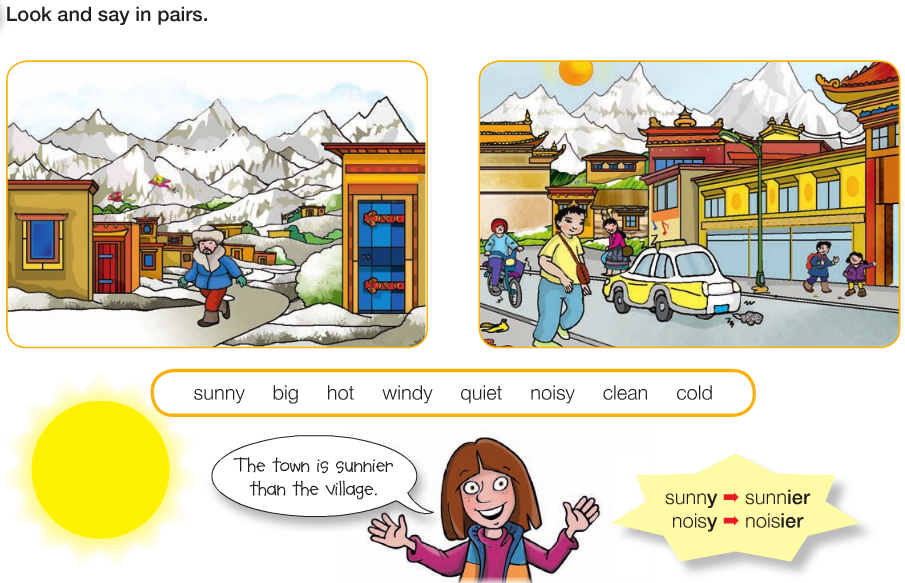 Look and say in pairs.
sunny big hot windy quiet noisy clean cold
The town is sunnier
than the village.
sunny ➡ sunnier
noisy ➡ noisier